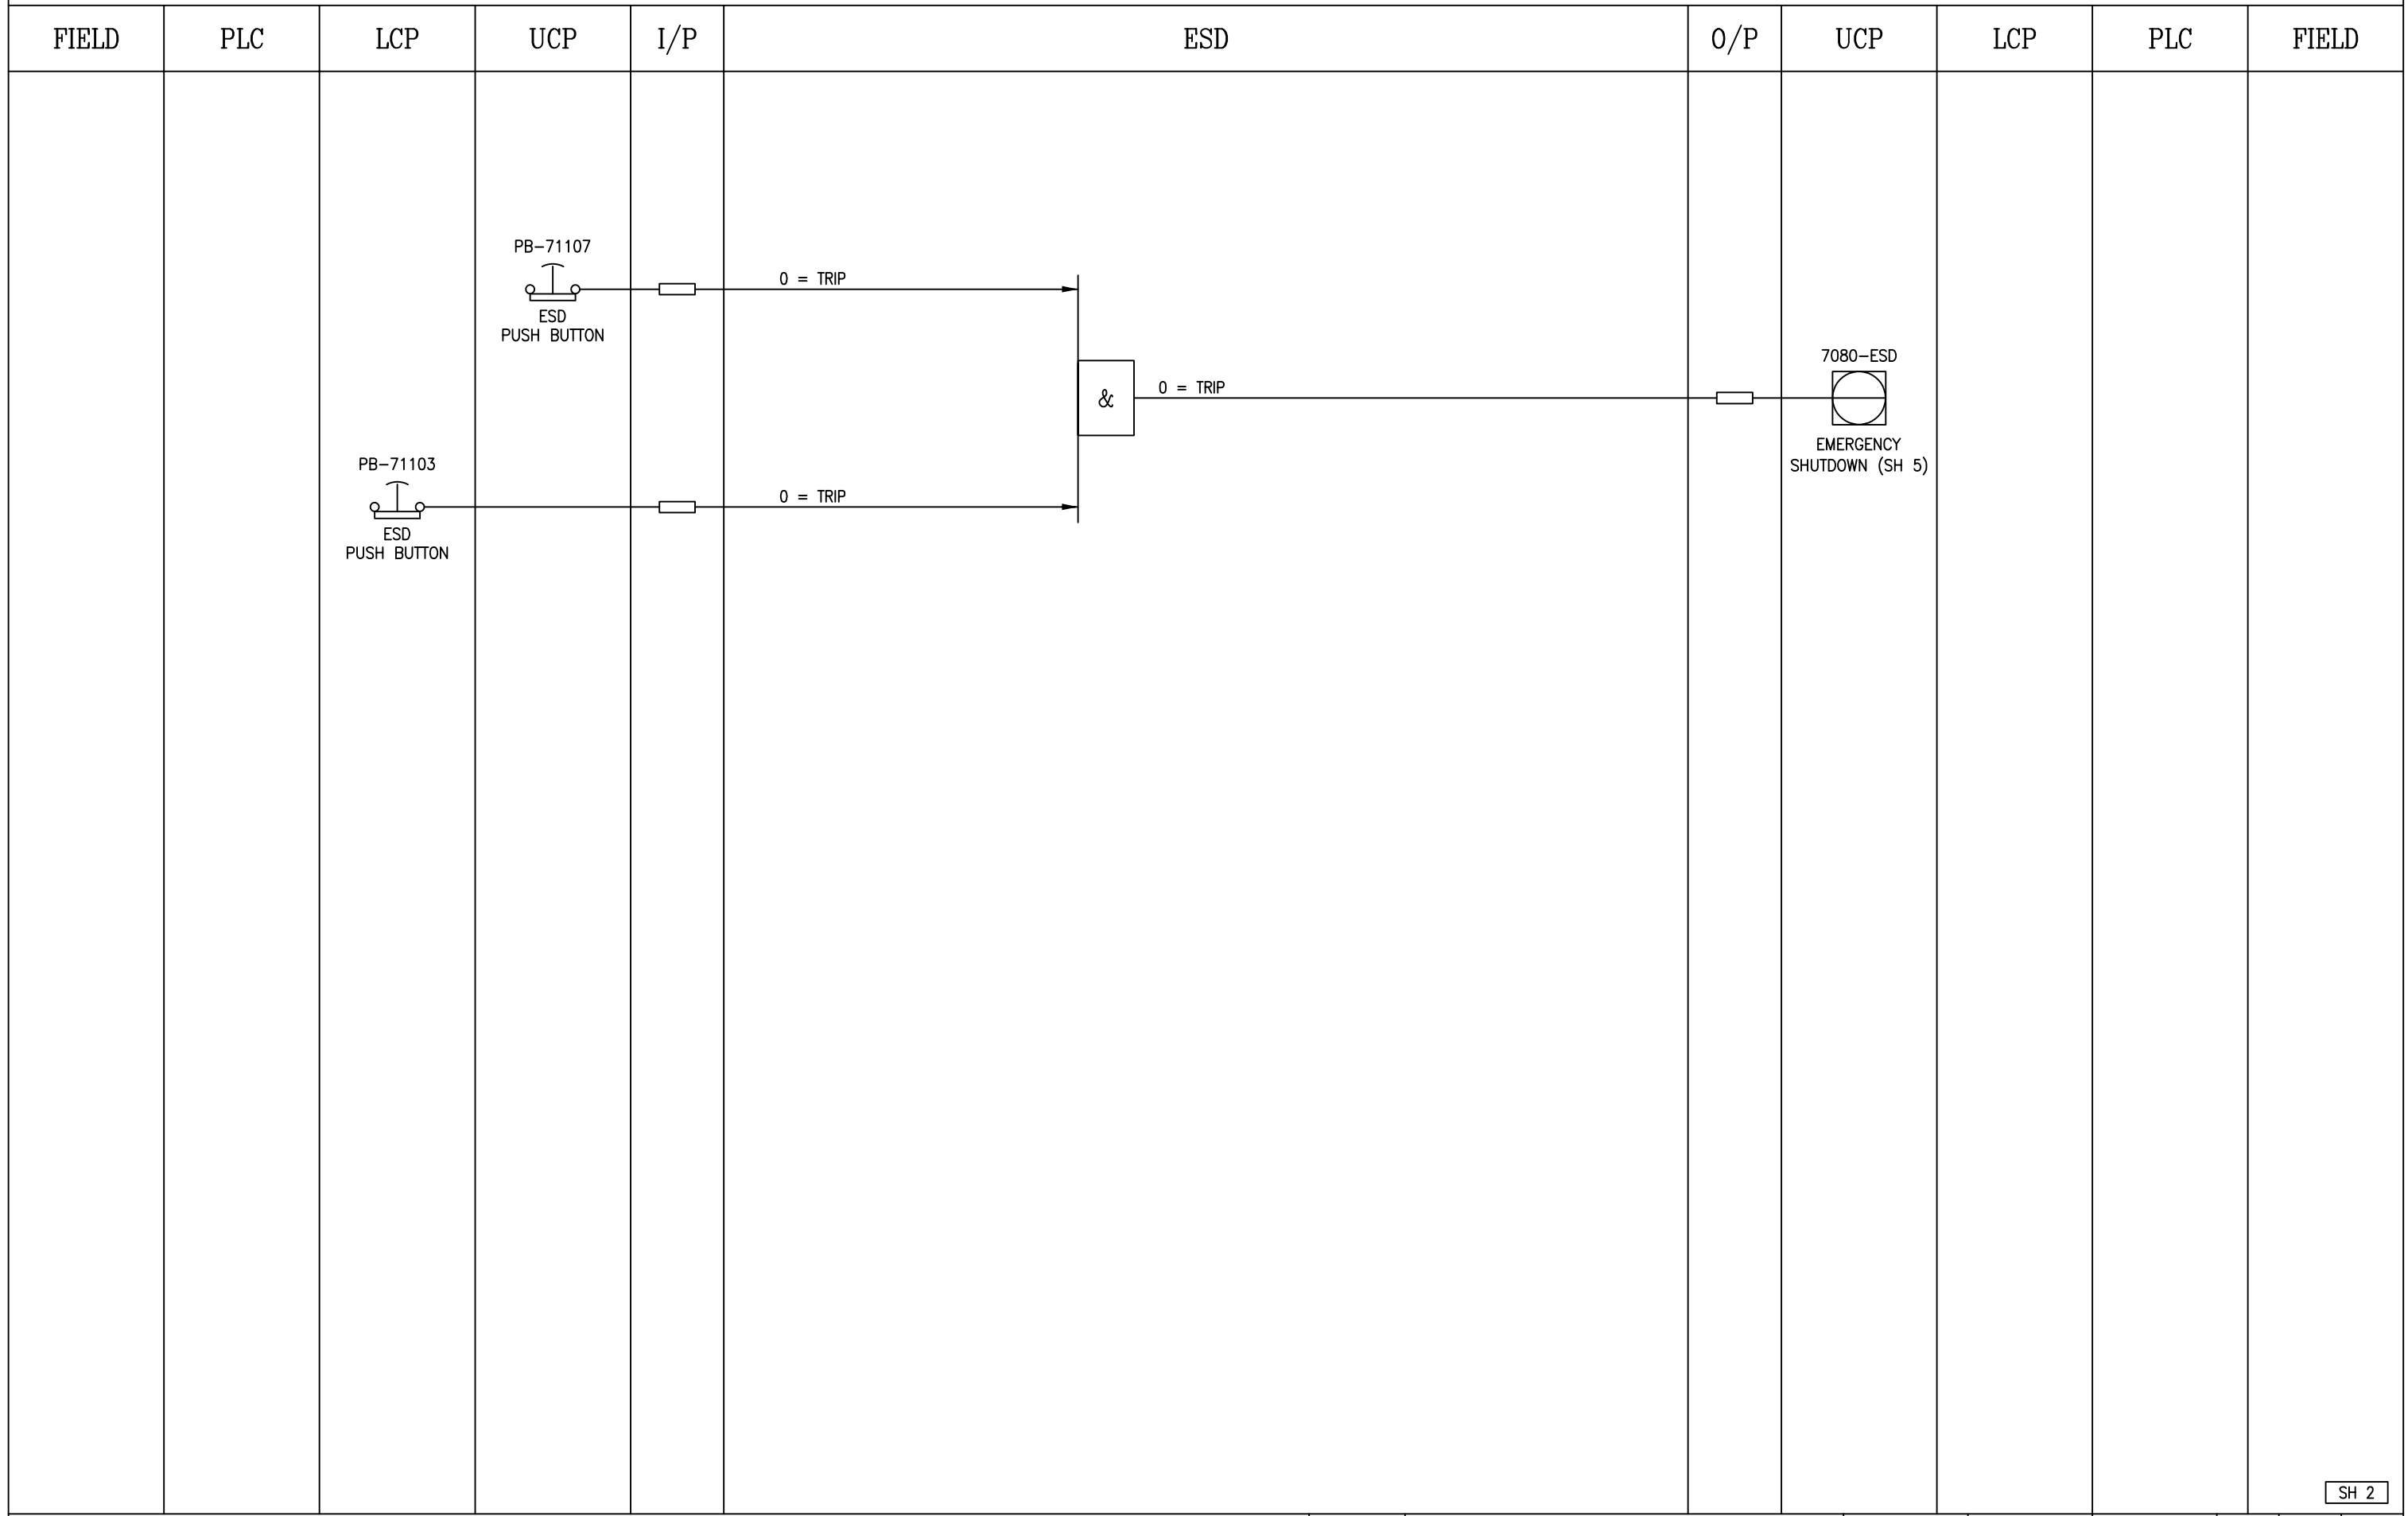 FIELD
PLC
LCP
UCP
I/P
ESD
O/P
UCP
LCP
PLC
FIELD
PB-71107
0 = TRIP
ESD
PUSH BUTTON
7080-ESD
&
0 = TRIP
EMERGENCY
SHUTDOWN (SH 5)
PB-71103
0 = TRIP
ESD
PUSH BUTTON
SH 2